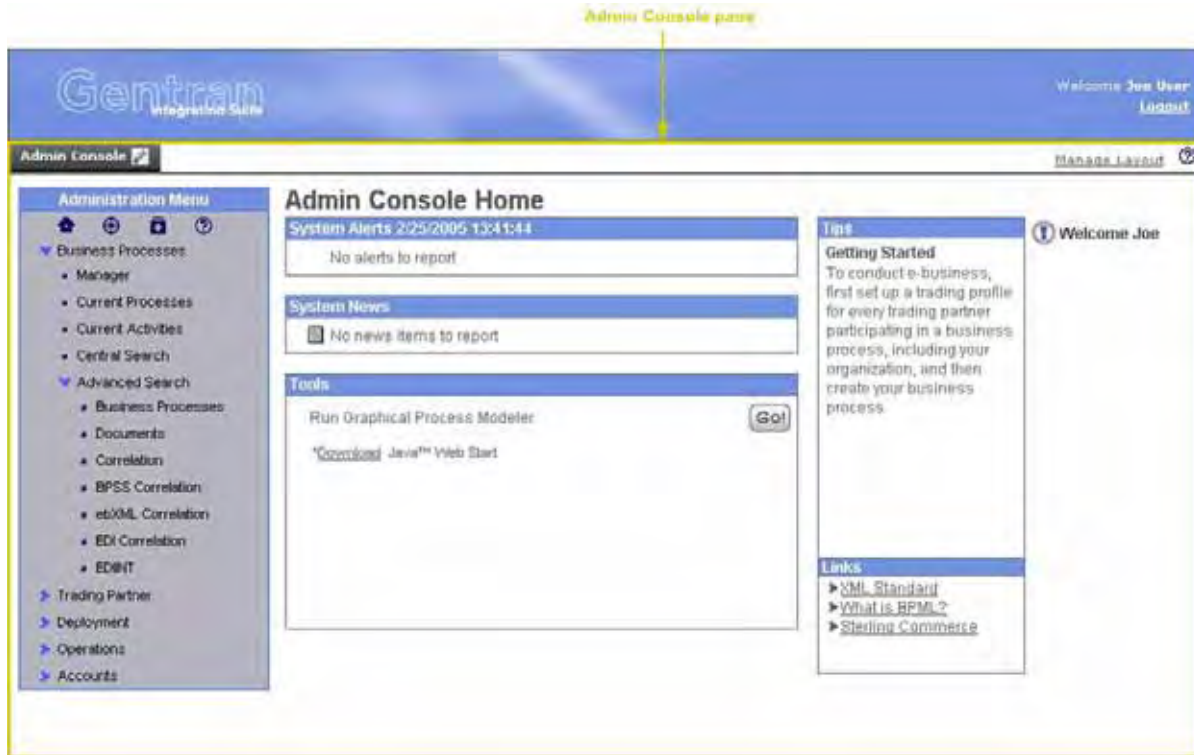 Admin Console page
Gentran
Integration Suite
Welcome Joe User
Logout
Admin Console
Manage Layout
Administration Menu
Business Processes
Manager
Current Processes
Current Activities
Central Search
Advanced Search
Business Processes
Documents
Correlation
BPSS Correlation
ebXML Correlation
EDI Correlation
EDIINT
Trading Partner
Deployment
Operations
Accounts
Admin Console Home
System Alerts 2/25/2005 13:41:44
No alerts to report
System News
No news items to report
Tools
Run Graphical Process Modeler
Go!
*Download Java™ Web Start
Tips
Getting Started
To conduct e-business,
first set up a trading profile
for every trading partner
participating in a business
process, including your
organization, and then
create your business
process.
Links
XML Standard
What is BPML?
Sterling Commerce
Welcome Joe